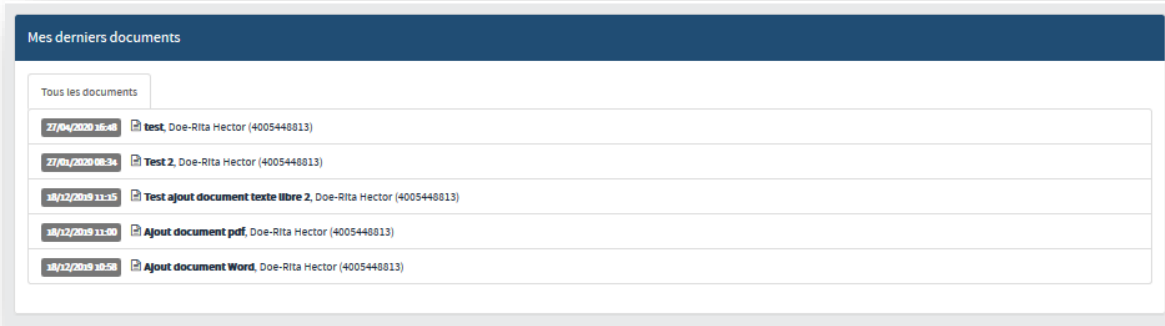 Mes derniers documents
Tous les documents
27/04/2020 16:48 test, Doe-Rita Hector (4005448813)
27/01/2020 08:34 Test 2, Doe-Rita Hector (4005448813)
18/12/2019 11:15 Test ajout document texte libre 2, Doe-Rita Hector (4005448813)
18/12/2019 11:00 Ajout document pdf, Doe-Rita Hector (4005448813)
18/12/2019 10:58 Ajout document Word, Doe-Rita Hector (4005448813)